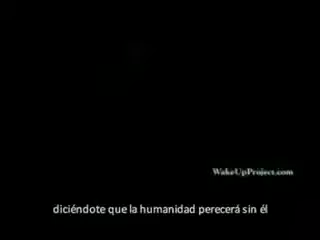 WakeUpProject.com
diciéndote que la humanidad perecerá sin él